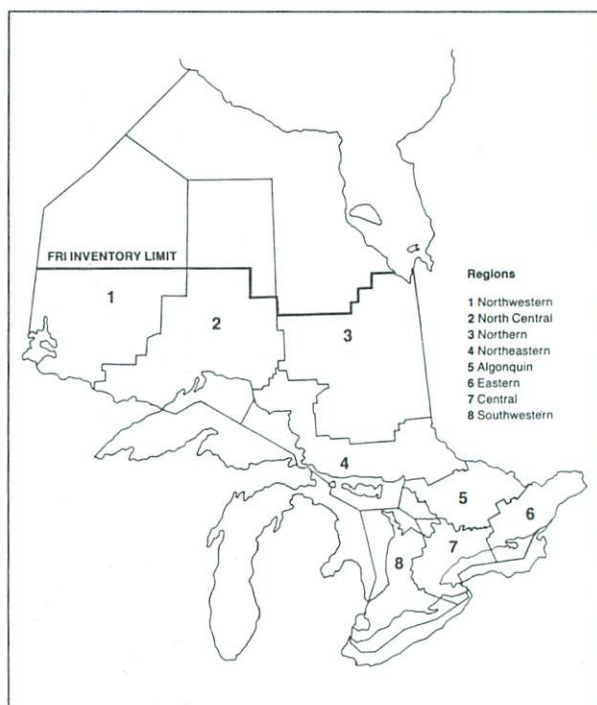 FRI INVENTORY LIMIT
1
2
3
Regions
1 Northwestern
2 North Central
3 Northern
4 Northeastern
5 Algonquin
6 Eastern
7 Central
8 Southwestern
4
5
6
7
8